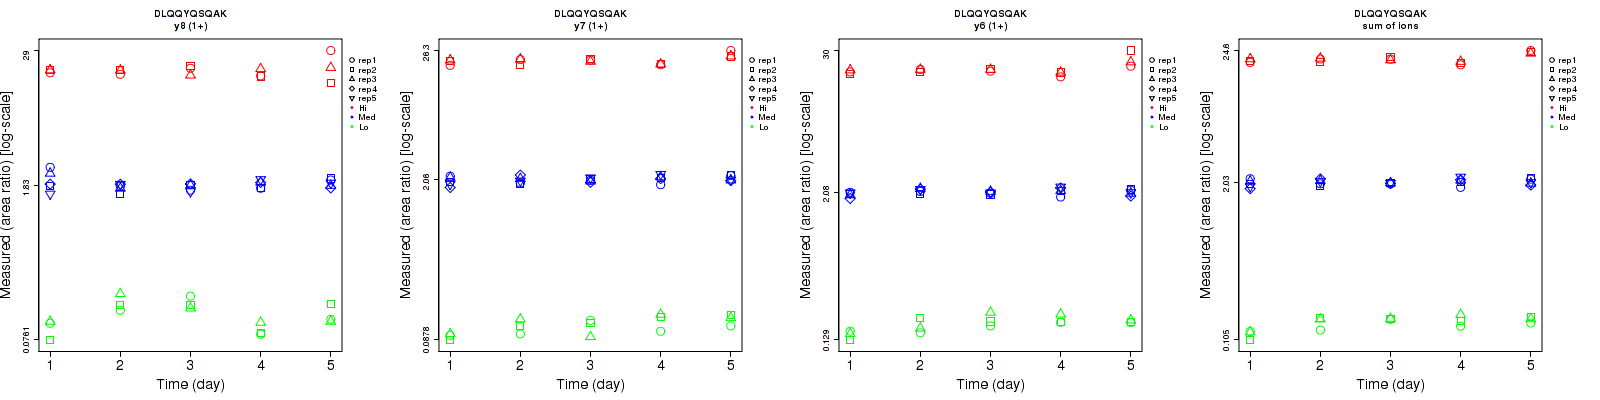 DLQQYQSQAK
y8 (1+)
Measured (area ratio) [log-scale]
29
1.83
0.0761
1 2 3 4 5
Time (day)
rep1
rep2
rep3
rep4
rep5
Hi
Med
Lo
DLQQYQSQAK
y7 (1+)
Measured (area ratio) [log-scale]
26.3
2.06
0.0878
1 2 3 4 5
Time (day)
rep1
rep2
rep3
rep4
rep5
Hi
Med
Lo
DLQQYQSQAK
y6 (1+)
Measured (area ratio) [log-scale]
30
2.08
0.129
1 2 3 4 5
Time (day)
rep1
rep2
rep3
rep4
rep5
Hi
Med
Lo
DLQQYQSQAK
sum of ions
Measured (area ratio) [log-scale]
24.6
2.03
0.105
1 2 3 4 5
Time (day)
rep1
rep2
rep3
rep4
rep5
Hi
Med
Lo